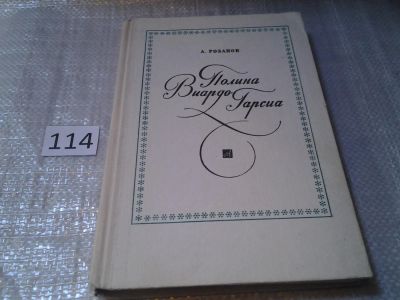 А. РОЗАНОВ
Полина
Виардо
Гарсиа
114